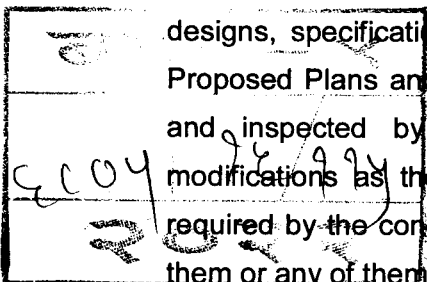 designs, specificati
Proposed Plans an
and inspected by
modifications as th
required by the con
them or any of them